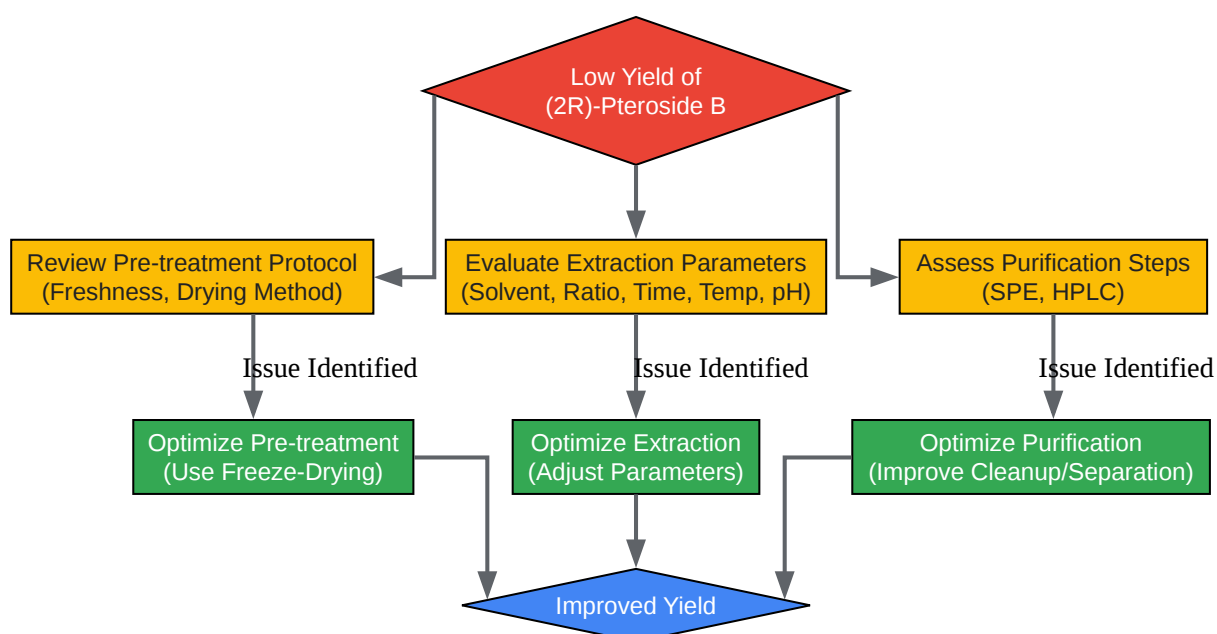 Low Yield of
(2R)-Pteroside B
Review Pre-treatment Protocol
(Freshness, Drying Method)
Evaluate Extraction Parameters
(Solvent, Ratio, Time, Temp, pH)
Assess Purification Steps
(SPE, HPLC)
Issue Identified
Issue Identified
Issue Identified
Optimize Pre-treatment
(Use Freeze-Drying)
Optimize Extraction
(Adjust Parameters)
Optimize Purification
(Improve Cleanup/Separation)
Improved Yield